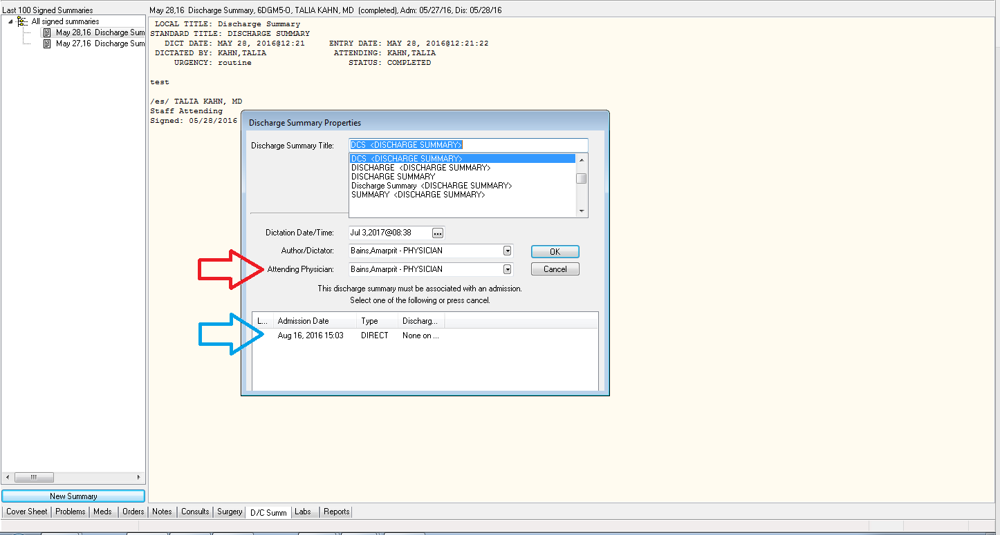 Last 100 Signed Summaries
May 28,16 Discharge Summary, 6DGM5-O, TALIA KAHN, MD (completed), Adm: 05/27/16, Dis: 05/28/16
All signed summaries
May 28,16 Discharge Sum
May 27,16 Discharge Sum
LOCAL TITLE: Discharge Summary
STANDARD TITLE: DISCHARGE SUMMARY
DICT DATE: MAY 28, 2016@12:21 ENTRY DATE: MAY 28, 2016@12:21:22
DICTATED BY: KAHN,TALIA ATTENDING: KAHN,TALIA
URGENCY: routine STATUS: COMPLETED
test
/es/ TALIA KAHN, MD
Staff Attending
Signed: 05/28/2016
Discharge Summary Properties
Discharge Summary Title: DCS <DISCHARGE SUMMARY>
DCS <DISCHARGE SUMMARY>
DISCHARGE <DISCHARGE SUMMARY>
DISCHARGE SUMMARY
Discharge Summary <DISCHARGE SUMMARY>
SUMMARY <DISCHARGE SUMMARY>
Dictation Date/Time: Jul 3,2017@08:38 ...
Author/Dictator: Bains,Amarprit - PHYSICIAN OK
Attending Physician: Bains,Amarprit - PHYSICIAN Cancel
This discharge summary must be associated with an admission.
Select one of the following or press cancel.
L... Admission Date Type Discharg...
Aug 16, 2016 15:03 DIRECT None on ...
New Summary
Cover Sheet Problems Meds Orders Notes Consults Surgery D/C Summ Labs Reports